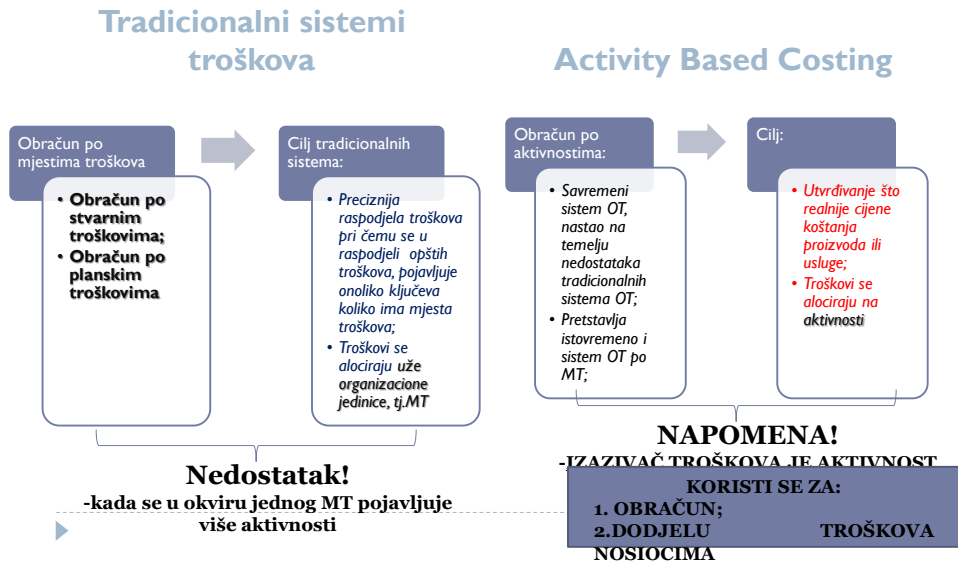 Tradicionalni sistemi
troškova
Obračun po
mjestima troškova
• Obračun po
stvarnim
troškovima;
• Obračun po
planskim
troškovima
Cilj tradicionalnih
sistema:
• Preciznija
raspodjela troškova
pri čemu se u
raspodjeli opštih
troškova, pojavljuje
onoliko ključeva
koliko ima mjesta
troškova;
• Troškovi se
alociraju uže
organizacione
jedinice, tj.MT
Nedostatak!
-kada se u okviru jednog MT pojavljuje
više aktivnosti
Activity Based Costing
Obračun po
aktivnostima:
• Savremeni
sistem OT,
nastao na
temelju
nedostataka
tradicionalnih
sistema OT;
• Pretstavlja
istovremeno i
sistem OT po
MT;
Cilj:
• Utvrđivanje što
realnije cijene
koštanja
proizvoda ili
usluge;
• Troškovi se
alociraju na
aktivnosti
NAPOMENA!
-IZAZIVAČ TROŠKOVA JE AKTIVNOST
KORISTI SE ZA:
1. OBRAČUN;
2.DODJELU TROŠKOVA
NOSIOCIMA